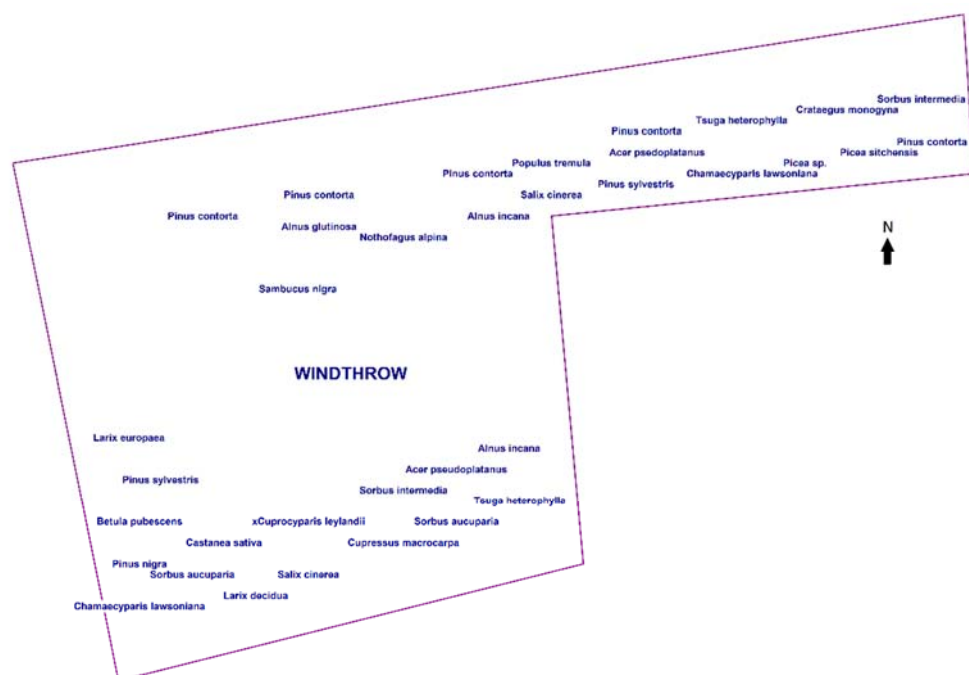 Sorbus intermedia
Crataegus monogyna
Tsuga heterophylla
Pinus contorta
Pinus contorta
Acer psedoplatanus
Picea sitchensis
Populus tremula
Picea sp.
Pinus contorta
Chamaecyparis lawsoniana
Pinus sylvestris
Pinus contorta
Salix cinerea
Pinus contorta
Alnus incana
Alnus glutinosa
Nothofagus alpina
N
Sambucus nigra
WINDTHROW
Larix europaea
Alnus incana
Acer pseudoplatanus
Pinus sylvestris
Sorbus intermedia
Tsuga heterophylla
Betula pubescens
xCuprocyparis leylandii
Sorbus aucuparia
Castanea sativa
Cupressus macrocarpa
Pinus nigra
Sorbus aucuparia
Salix cinerea
Larix decidua
Chamaecyparis lawsoniana